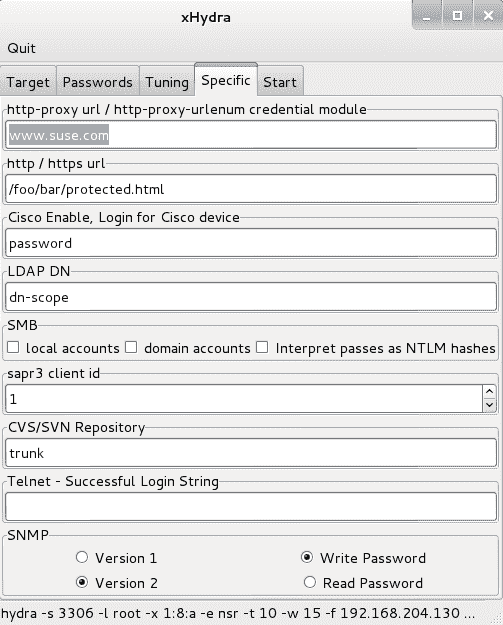 xHydra
Quit
Target Passwords Tuning Specific Start
http-proxy url / http-proxy-urlenum credential module
www.suse.com
http / https url
/foo/bar/protected.html
Cisco Enable, Login for Cisco device
password
LDAP DN
dn-scope
SMB
local accounts domain accounts Interpret passes as NTLM hashes
sapr3 client id
1
CVS/SVN Repository
trunk
Telnet - Successful Login String
SNMP
Version 1 Write Password
Version 2 Read Password
hydra -s 3306 -l root -x 1:8:a -e nsr -t 10 -w 15 -f 192.168.204.130 ...